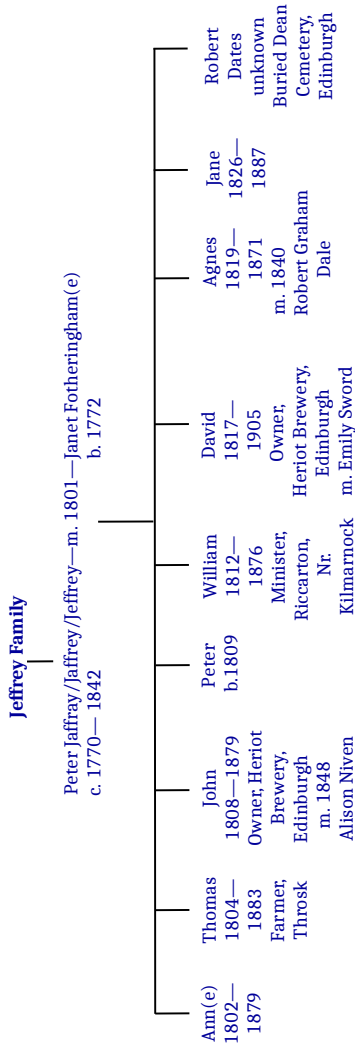 Jeffrey Family
Peter Jaffray/Jaffrey/Jeffrey—m. 1801—Janet Fotheringham(e)
c. 1770— 1842
b. 1772
Ann(e)
1802—
1879
Thomas
1804—
1883
Farmer,
Throsk
John
1808—1879
Owner, Heriot
Brewery,
Edinburgh
m. 1848
Alison Niven
Peter
b.1809
William
1812—
1876
Minister,
Riccarton,
Nr.
Kilmarnock
David
1817—
1905
Owner,
Heriot Brewery,
Edinburgh
m. Emily Sword
Agnes
1819—
1871
m. 1840
Robert Graham
Dale
Jane
1826—
1887
Robert
Dates
unknown
Buried Dean
Cemetery,
Edinburgh